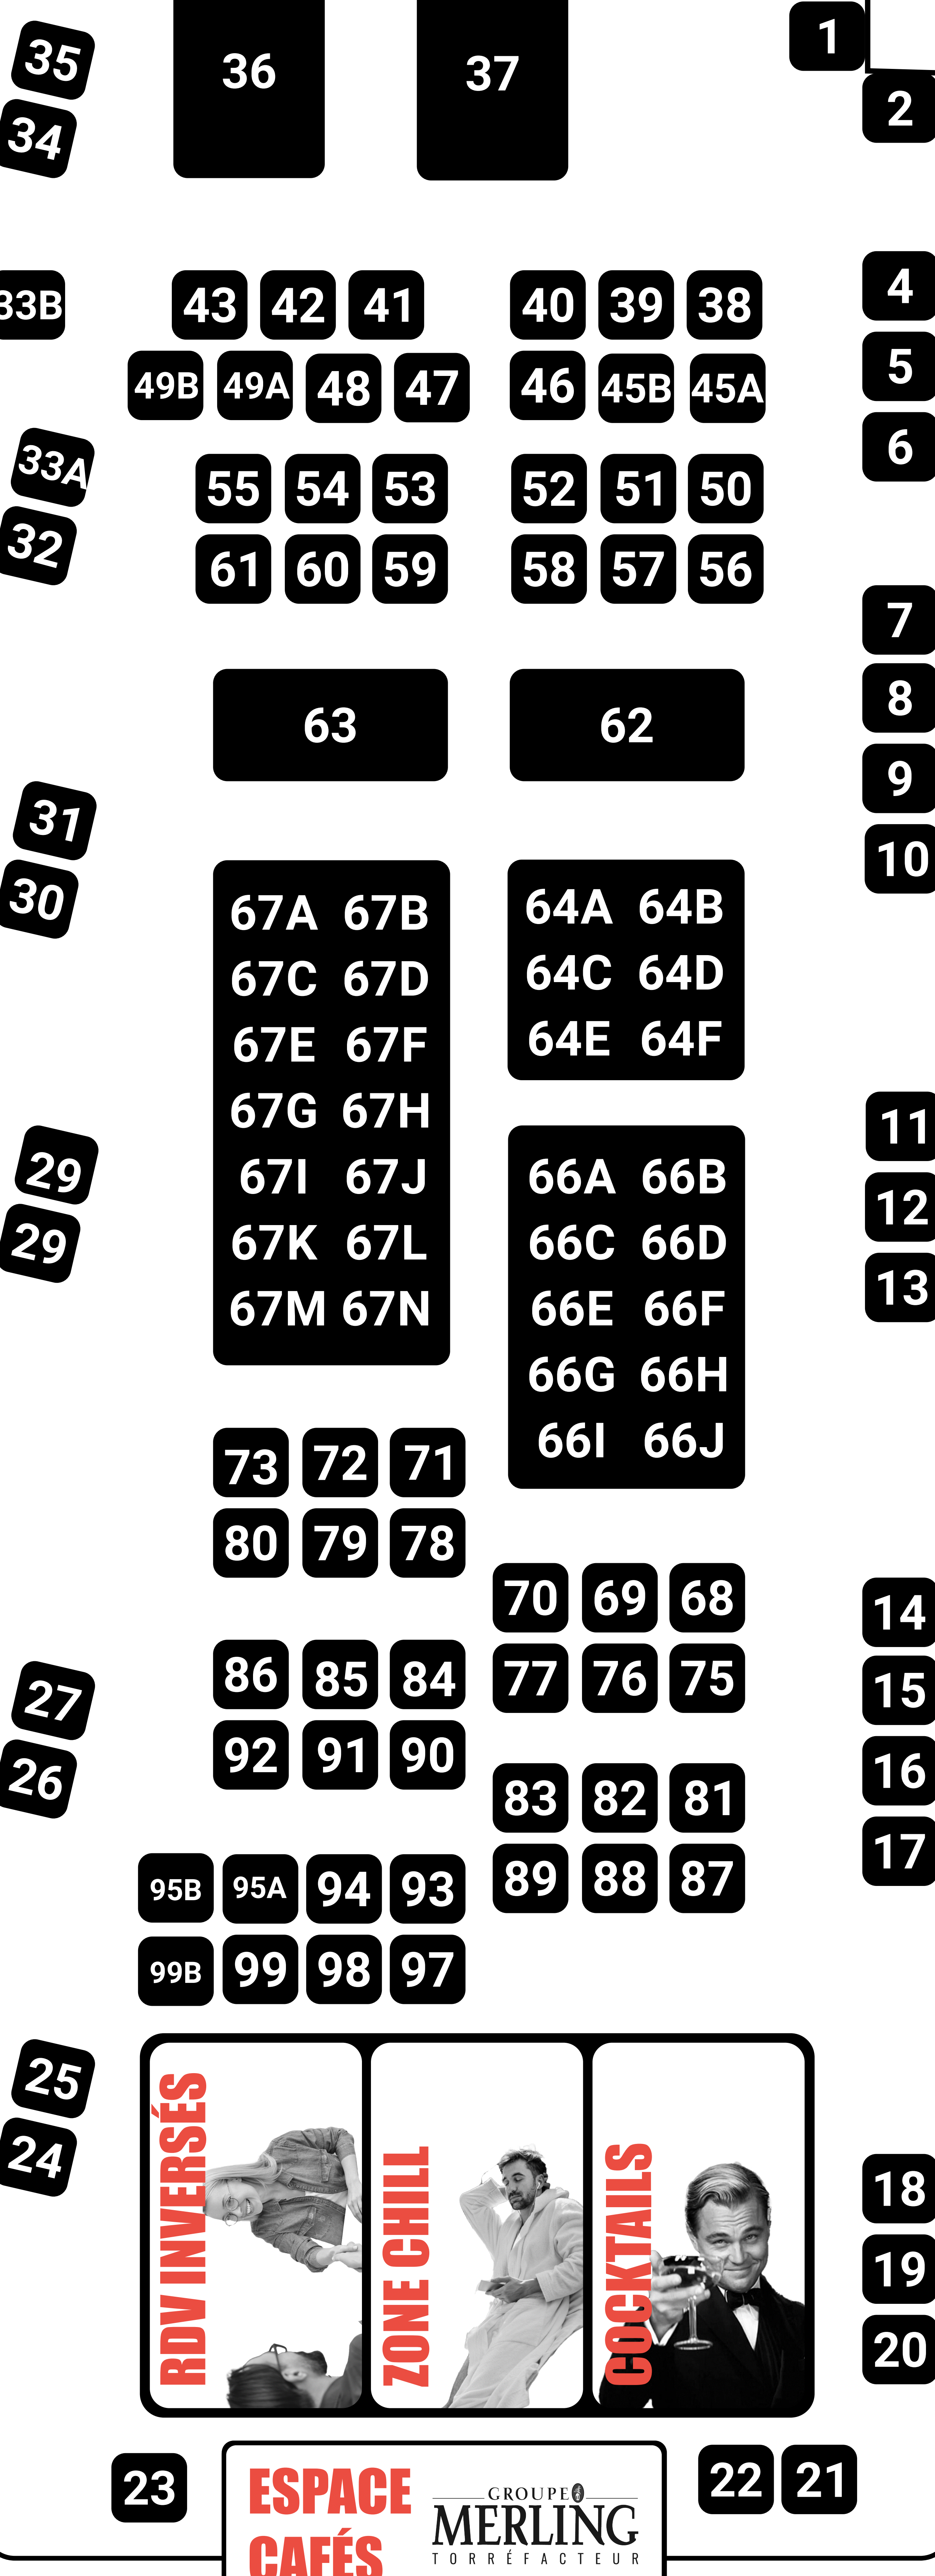 35
36
37
1
34
2
33B
43 42 41
40 39 38
4
49B 49A 48 47
46 45B 45A
5
33A
6
55 54 53
52 51 50
32
61 60 59
58 57 56
7
63
62
8
9
31
10
30
67A 67B
67C 67D
67E 67F
67G 67H
67I 67J
67K 67L
67M 67N
64A 64B
64C 64D
64E 64F
66A 66B
66C 66D
66E 66F
66G 66H
66I 66J
11
29
12
29
13
73 72 71
80 79 78
70 69 68
14
77 76 75
15
86 85 84
27
92 91 90
26
16
83 82 81
17
89 88 87
95B 95A 94 93
99B 99 98 97
25
24
RDV INVERSÉS
ZONE CHILL
COCKTAILS
18
19
20
23
22 21
ESPACE
CAFÉS
GROUPE
MERLING
TORRÉFACTEUR